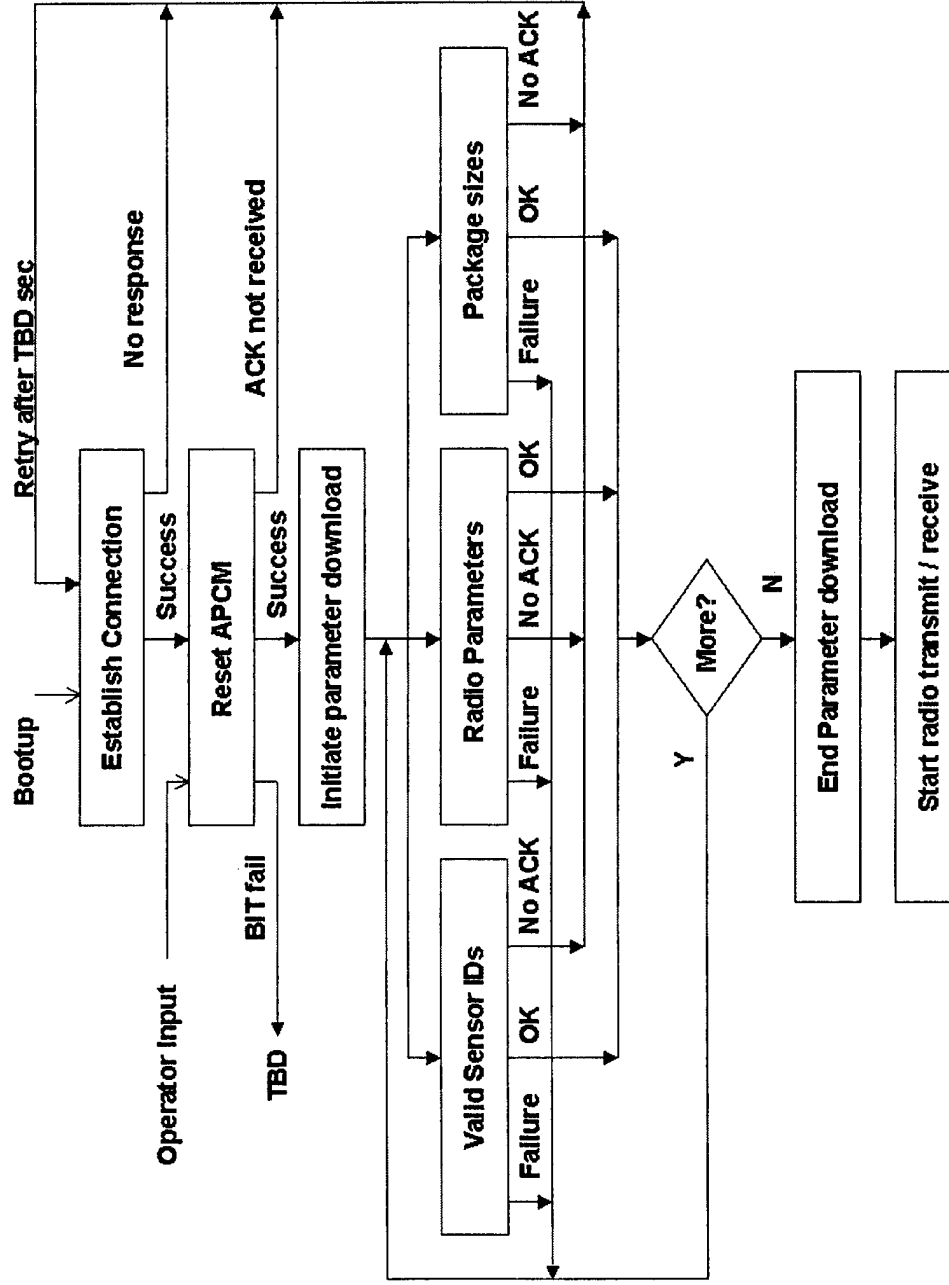 Retry after TBD sec
Bootup
Establish Connection
No response
Success
Operator Input
Reset APCM
ACK not received
BIT fail
Success
TBD
Initiate parameter download
Valid Sensor IDs
Radio Parameters
Package sizes
Failure
OK
No ACK
Failure
No ACK
OK
Failure
OK
No ACK
More?
Y
N
End Parameter download
Start radio transmit / receive